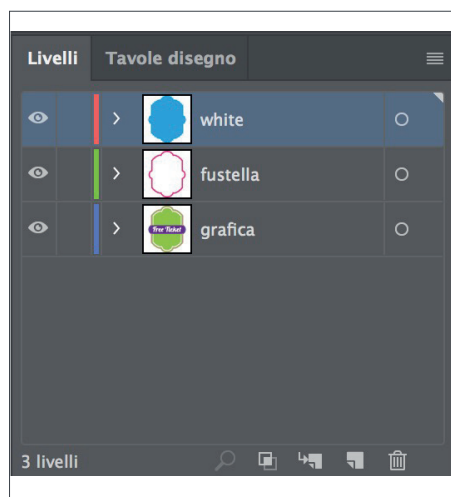 Livelli Tavole disegno
white
fustella
Free Ticket
grafica
3 livelli